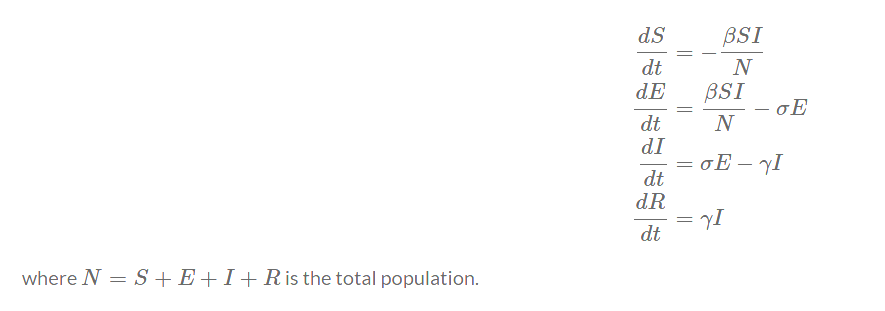 dS/dt = −βSI/N
dE/dt = βSI/N − σE
dI/dt = σE − γI
dR/dt = γI
where N = S + E + I + R is the total population.